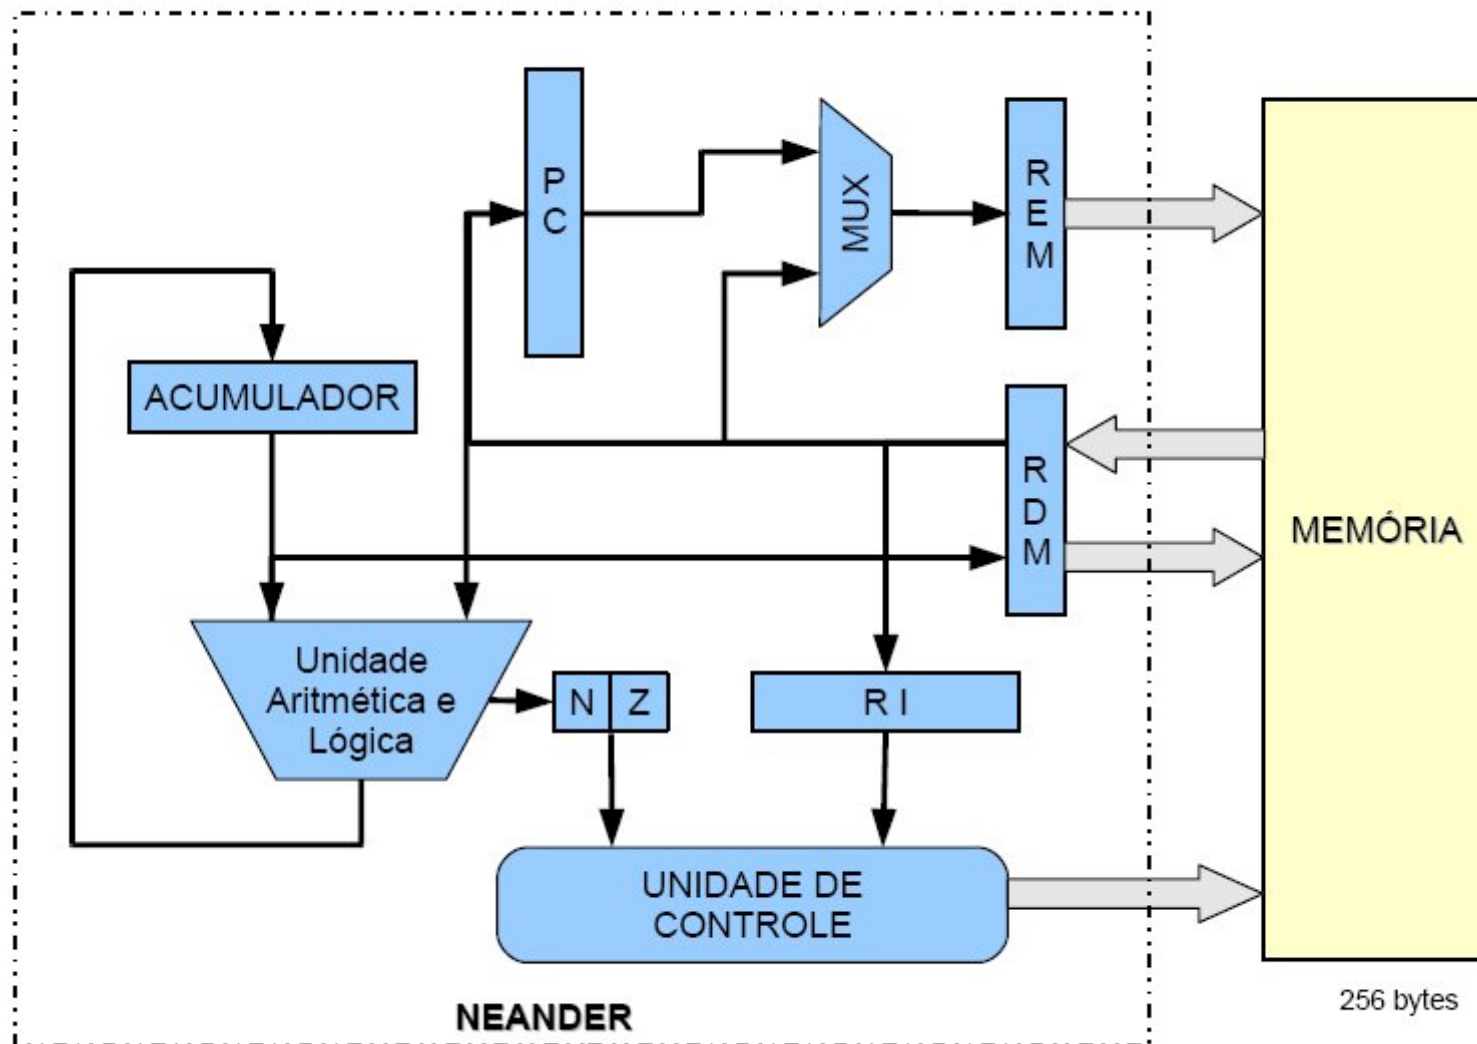 P
C
MUX
R
E
M
ACUMULADOR
R
D
M
MEMÓRIA
Unidade
Aritmética e
Lógica
N Z
R I
UNIDADE DE
CONTROLE
NEANDER
256 bytes